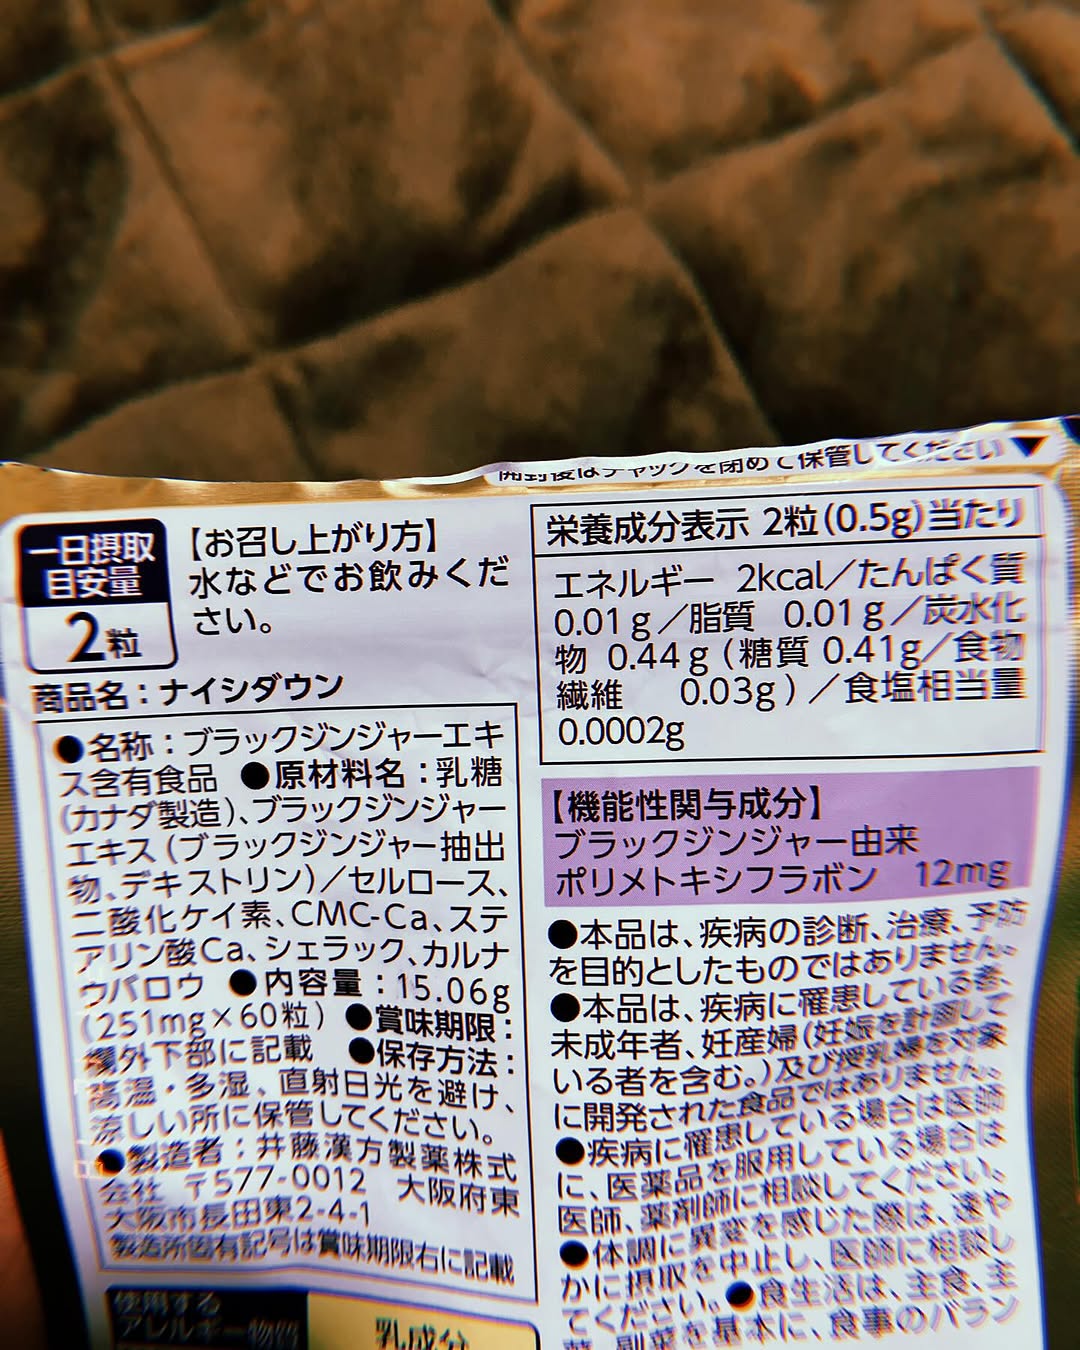 開封後はチャックを閉めて保管してください▼
一日摂取
目安量
2粒
【お召し上がり方】
水などでお飲みくだ
さい。
商品名：ナイシダウン
●名称：ブラックジンジャーエキ
ス含有食品 ●原材料名：乳糖
(カナダ製造)、ブラックジンジャー
エキス(ブラックジンジャー抽出
物、デキストリン)／セルロース、
二酸化ケイ素、CMC-Ca、ステ
アリン酸Ca、シェラック、カルナ
ウバロウ ●内容量：15.06g
(251mg×60粒) ●賞味期限：
欄外下部に記載 ●保存方法：
高温・多湿、直射日光を避け、
涼しい所に保管してください。
●製造者：井藤漢方製薬株式
会社 〒577-0012 大阪府東
大阪市長田東2-4-1
製造所固有記号は賞味期限右に記載
使用する
アレルギー物質
乳成分
栄養成分表示 2粒(0.5g)当たり
エネルギー 2kcal／たんぱく質
0.01g／脂質 0.01g／炭水化
物 0.44g(糖質 0.41g／食物
繊維 0.03g)／食塩相当量
0.0002g
【機能性関与成分】
ブラックジンジャー由来
ポリメトキシフラボン 12mg
●本品は、疾病の診断、治療、予防
を目的としたものではありません。
●本品は、疾病に罹患している者、
未成年者、妊産婦(妊娠を計画して
いる者を含む。)及び授乳婦を対象
に開発された食品ではありません。
●疾病に罹患している場合は医師
に、医薬品を服用している場合は
医師、薬剤師に相談してください。
●体調に異変を感じた際は、速や
かに摂取を中止し、医師に相談し
てください。●食生活は、主食、主
菜、副菜を基本に、食事のバラン